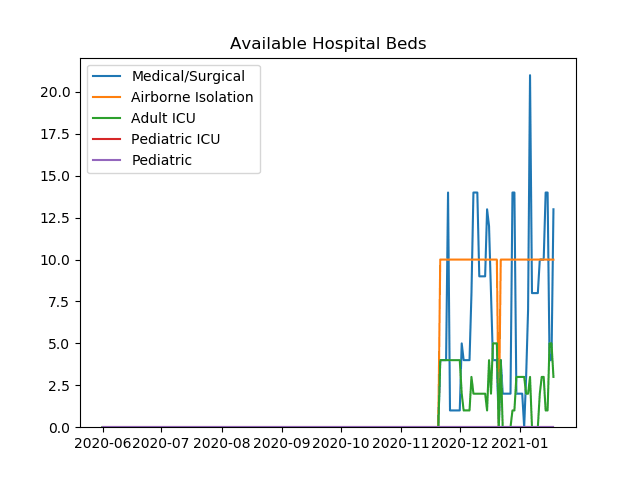 Available Hospital Beds
Medical/Surgical
Airborne Isolation
Adult ICU
Pediatric ICU
Pediatric
20.0
17.5
15.0
12.5
10.0
7.5
5.0
2.5
0.0
2020-06 2020-07 2020-08 2020-09 2020-10 2020-11 2020-12 2021-01